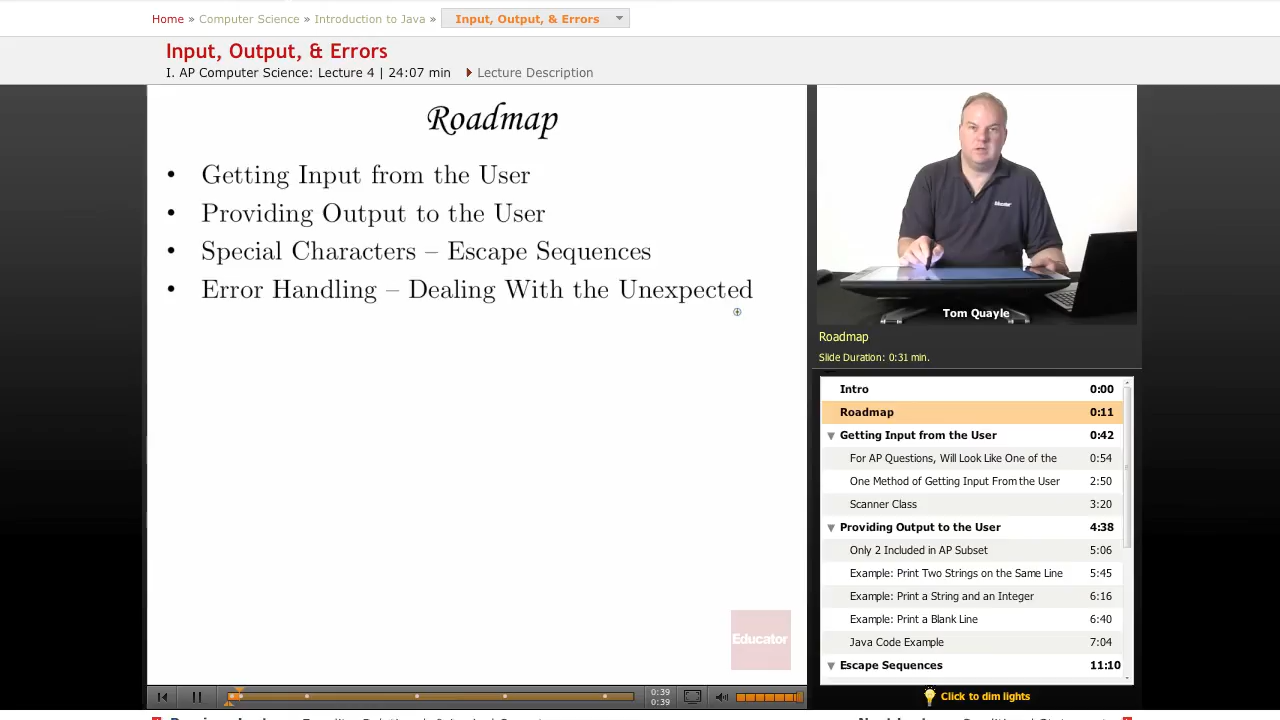 Home » Computer Science » Introduction to Java » Input, Output, & Errors
Input, Output, & Errors
I. AP Computer Science: Lecture 4 | 24:07 min Lecture Description
Roadmap
• Getting Input from the User
• Providing Output to the User
• Special Characters – Escape Sequences
• Error Handling – Dealing With the Unexpected
Educator
Educator
Tom Quayle
Roadmap
Slide Duration: 0:31 min.
Intro 0:00
Roadmap 0:11
Getting Input from the User 0:42
For AP Questions, Will Look Like One of the 0:54
One Method of Getting Input From the User 2:50
Scanner Class 3:20
Providing Output to the User 4:38
Only 2 Included in AP Subset 5:06
Example: Print Two Strings on the Same Line 5:45
Example: Print a String and an Integer 6:16
Example: Print a Blank Line 6:40
Java Code Example 7:04
Escape Sequences 11:10
0:39
0:39
Click to dim lights